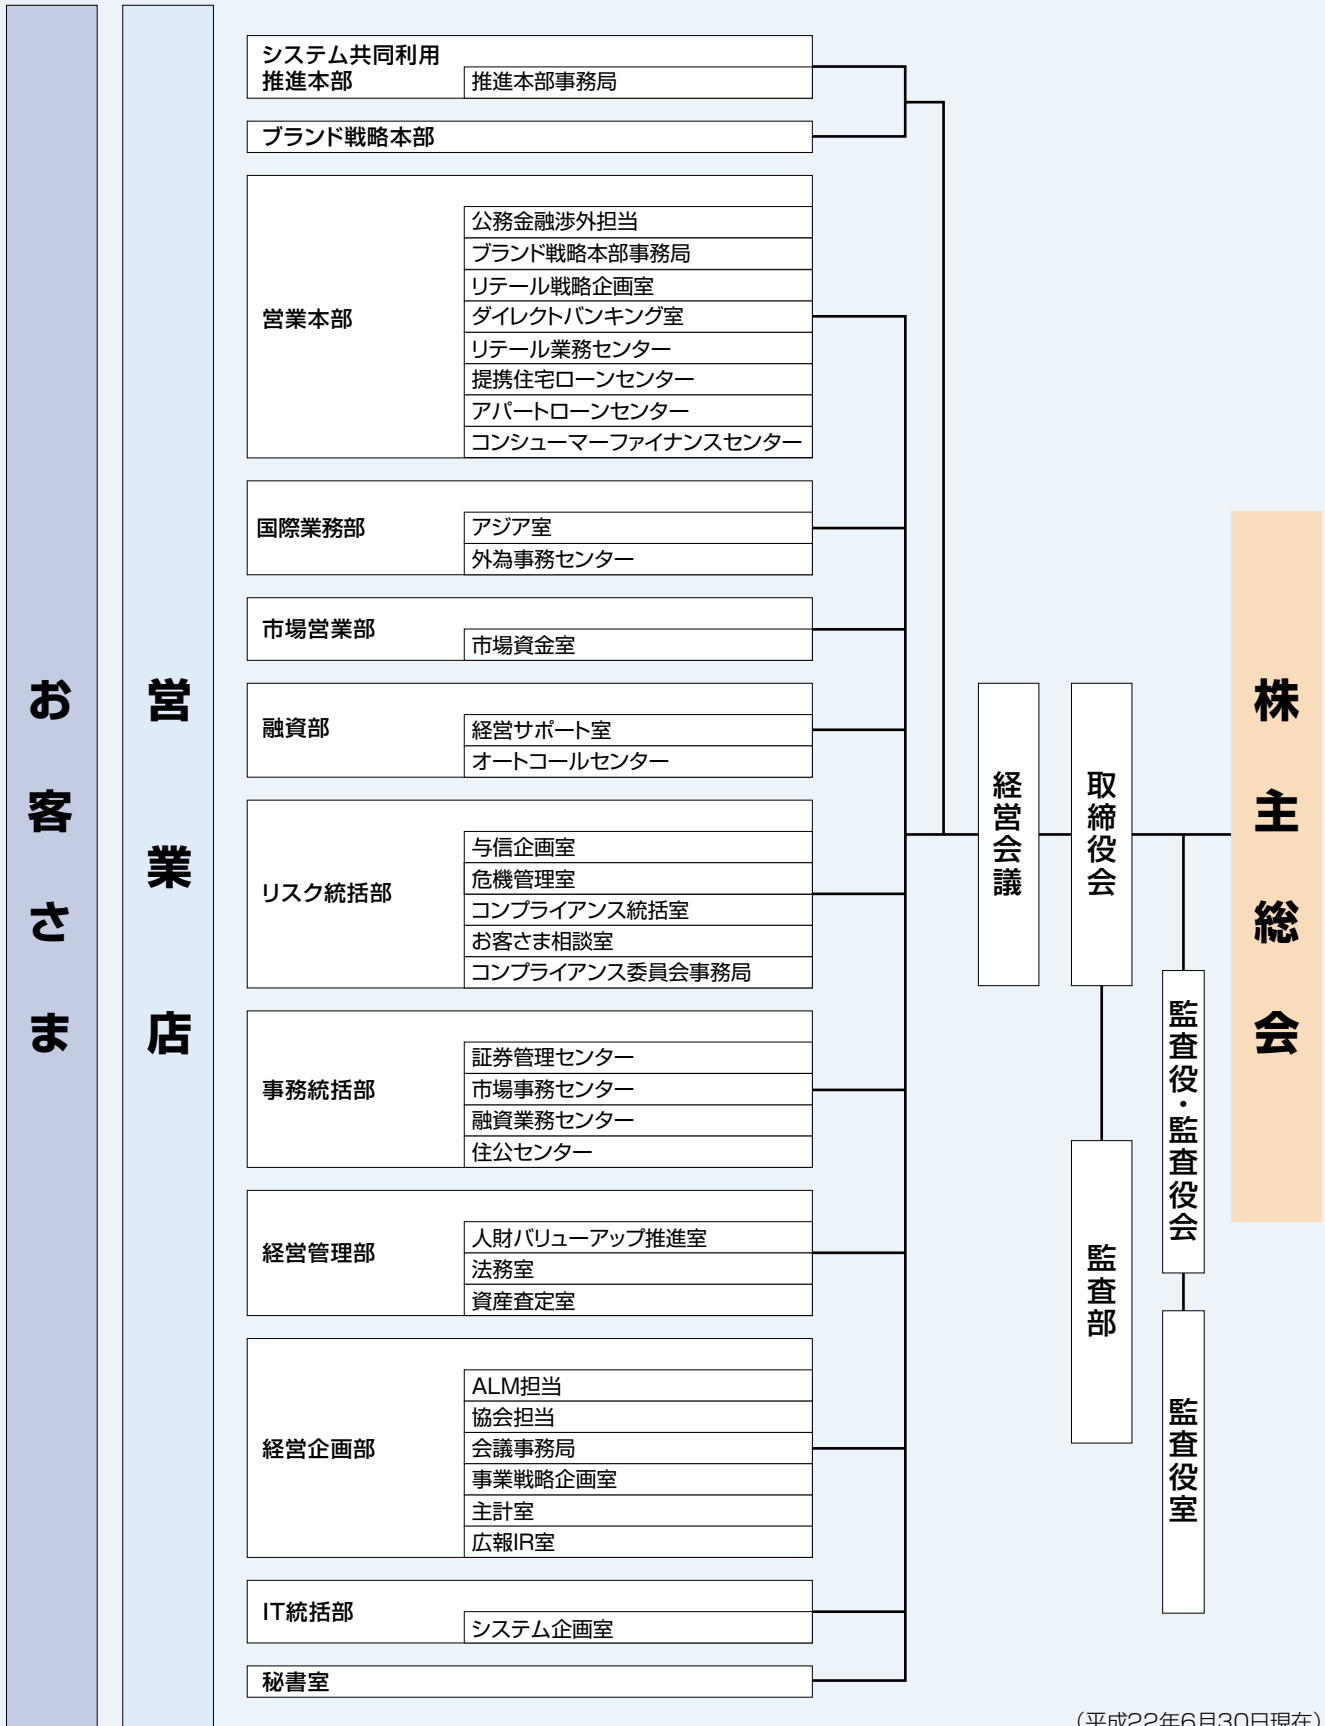 お客さま
営業店
システム共同利用
推進本部
推進本部事務局
ブランド戦略本部
営業本部
公務金融渉外担当
ブランド戦略本部事務局
リテール戦略企画室
ダイレクトバンキング室
リテール業務センター
提携住宅ローンセンター
アパートローンセンター
コンシューマーファイナンスセンター
国際業務部
アジア室
外為事務センター
市場営業部
市場資金室
融資部
経営サポート室
オートコールセンター
リスク統括部
与信企画室
危機管理室
コンプライアンス統括室
お客さま相談室
コンプライアンス委員会事務局
事務統括部
証券管理センター
市場事務センター
融資業務センター
住公センター
経営管理部
人財バリューアップ推進室
法務室
資産査定室
経営企画部
ALM担当
協会担当
会議事務局
事業戦略企画室
主計室
広報IR室
IT統括部
システム企画室
秘書室
経営会議
取締役会
監査部
監査役・監査役会
監査役室
株主総会
(平成22年6月30日現在)